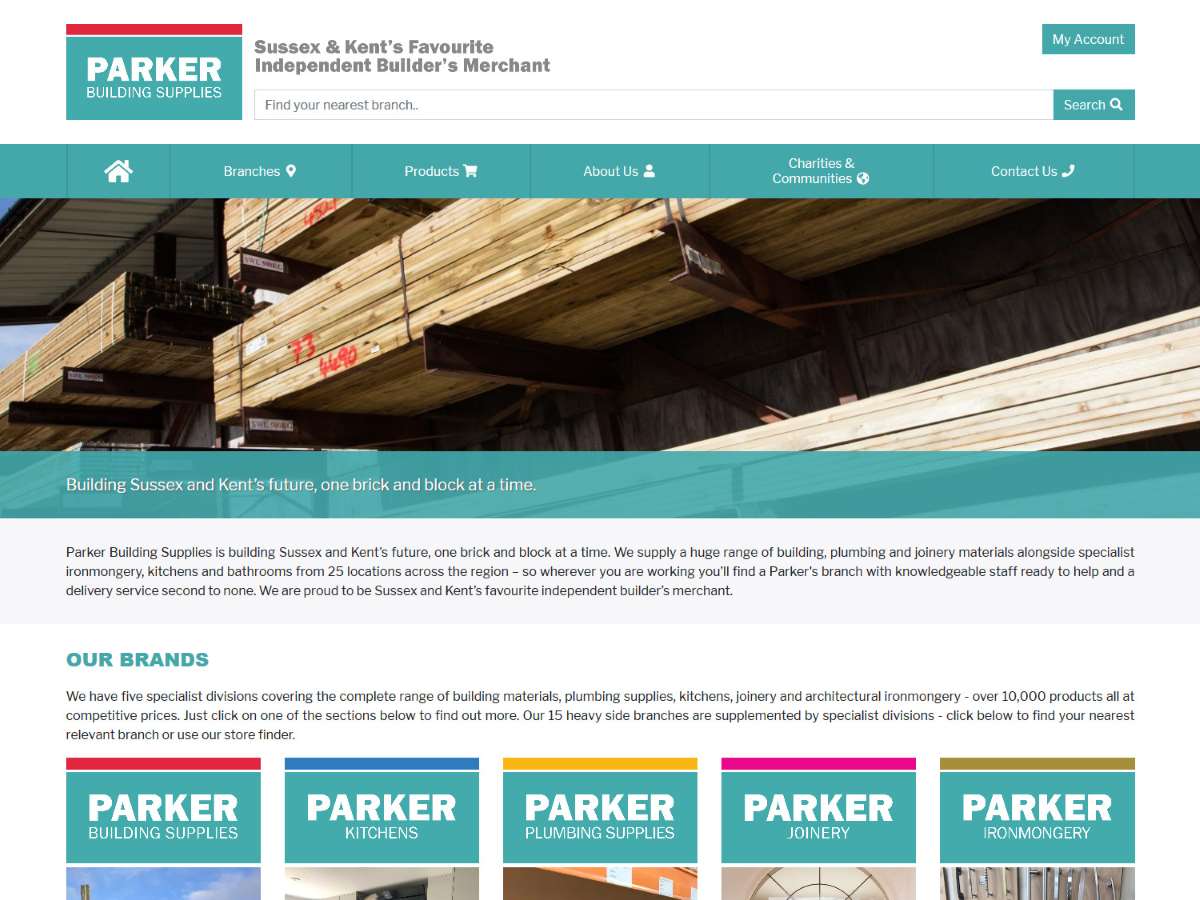 PARKER
BUILDING SUPPLIES
Sussex & Kent's Favourite
Independent Builder's Merchant
My Account
Find your nearest branch..
Search
Branches
Products
About Us
Charities &
Communities
Contact Us
73
4690
Building Sussex and Kent's future, one brick and block at a time.
Parker Building Supplies is building Sussex and Kent's future, one brick and block at a time. We supply a huge range of building, plumbing and joinery materials alongside specialist
ironmongery, kitchens and bathrooms from 25 locations across the region – so wherever you are working you'll find a Parker's branch with knowledgeable staff ready to help and a
delivery service second to none. We are proud to be Sussex and Kent's favourite independent builder's merchant.
OUR BRANDS
We have five specialist divisions covering the complete range of building materials, plumbing supplies, kitchens, joinery and architectural ironmongery - over 10,000 products all at
competitive prices. Just click on one of the sections below to find out more. Our 15 heavy side branches are supplemented by specialist divisions - click below to find your nearest
relevant branch or use our store finder.
PARKER
BUILDING SUPPLIES
PARKER
KITCHENS
PARKER
PLUMBING SUPPLIES
PARKER
JOINERY
PARKER
IRONMONGERY